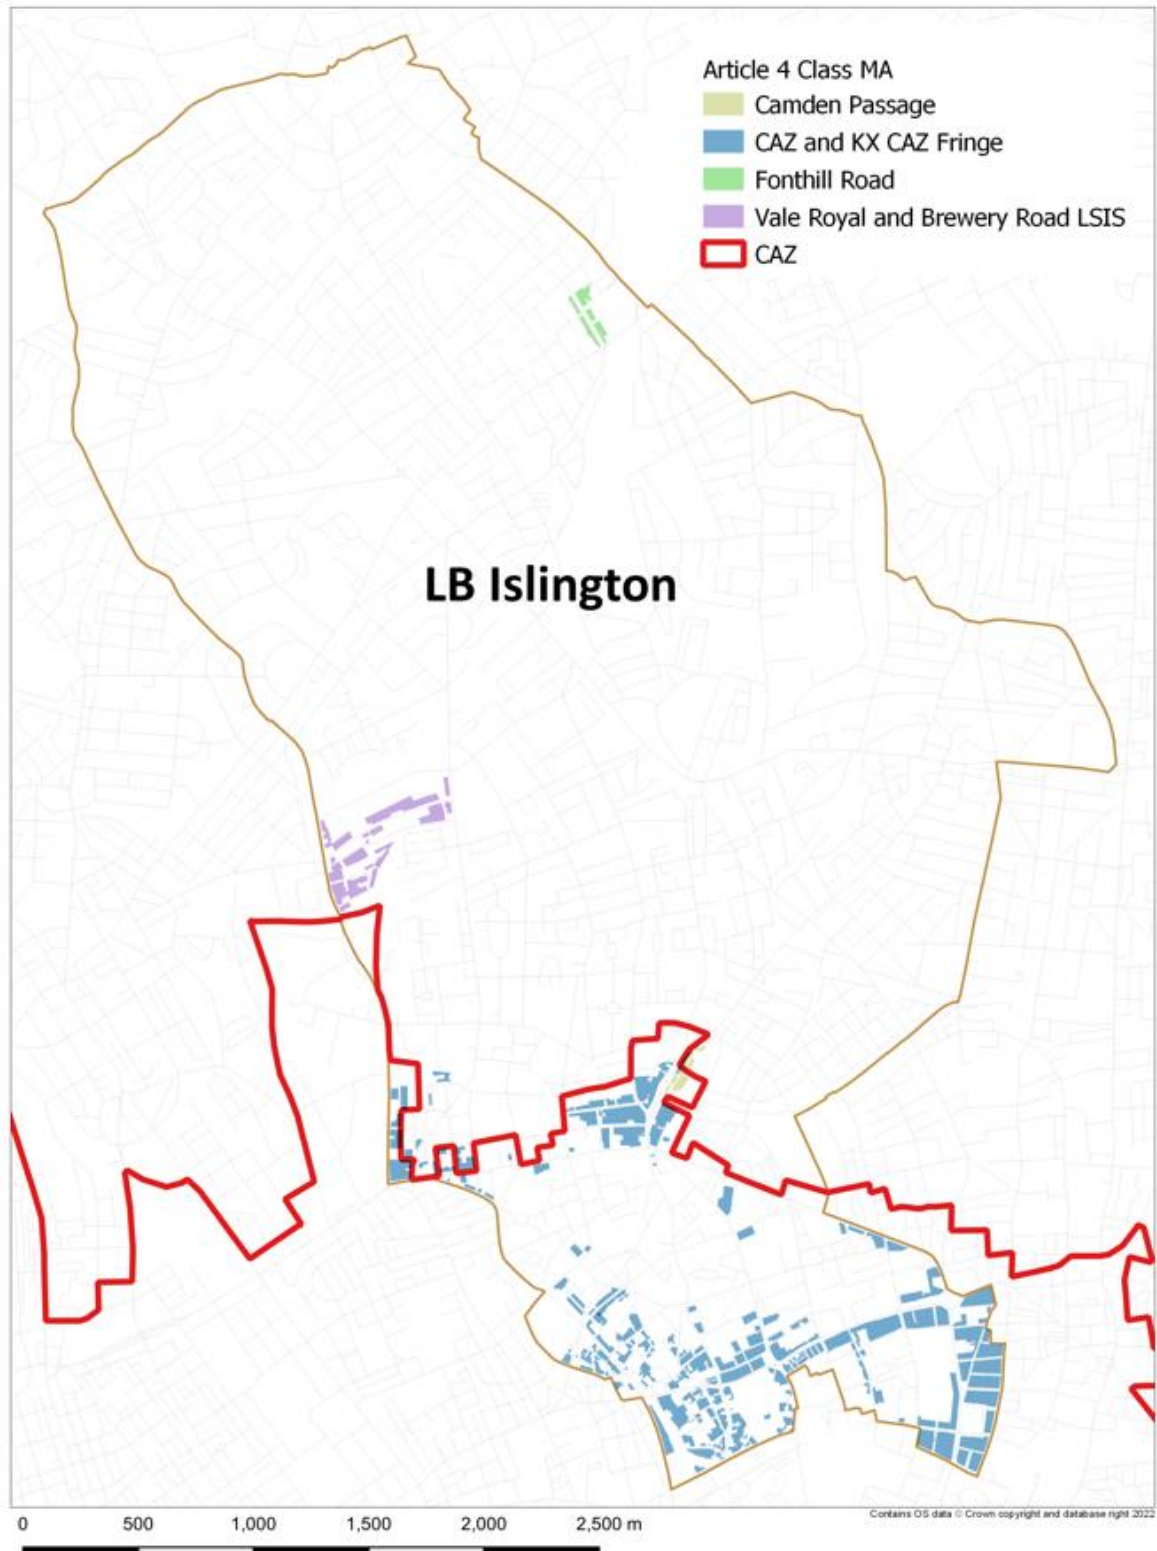 Article 4 Class MA
Camden Passage
CAZ and KX CAZ Fringe
Fonthill Road
Vale Royal and Brewery Road LSIS
CAZ
LB Islington
Contains OS data © Crown copyright and database right 2022
0 500 1,000 1,500 2,000 2,500 m